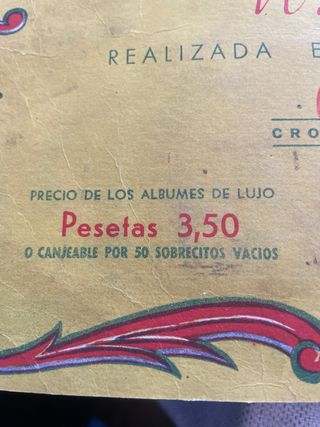 REALIZADA
CRO
PRECIO DE LOS ALBUMES DE LUJO
Pesetas 3,50
O CANJEABLE POR 50 SOBRECITOS VACIOS